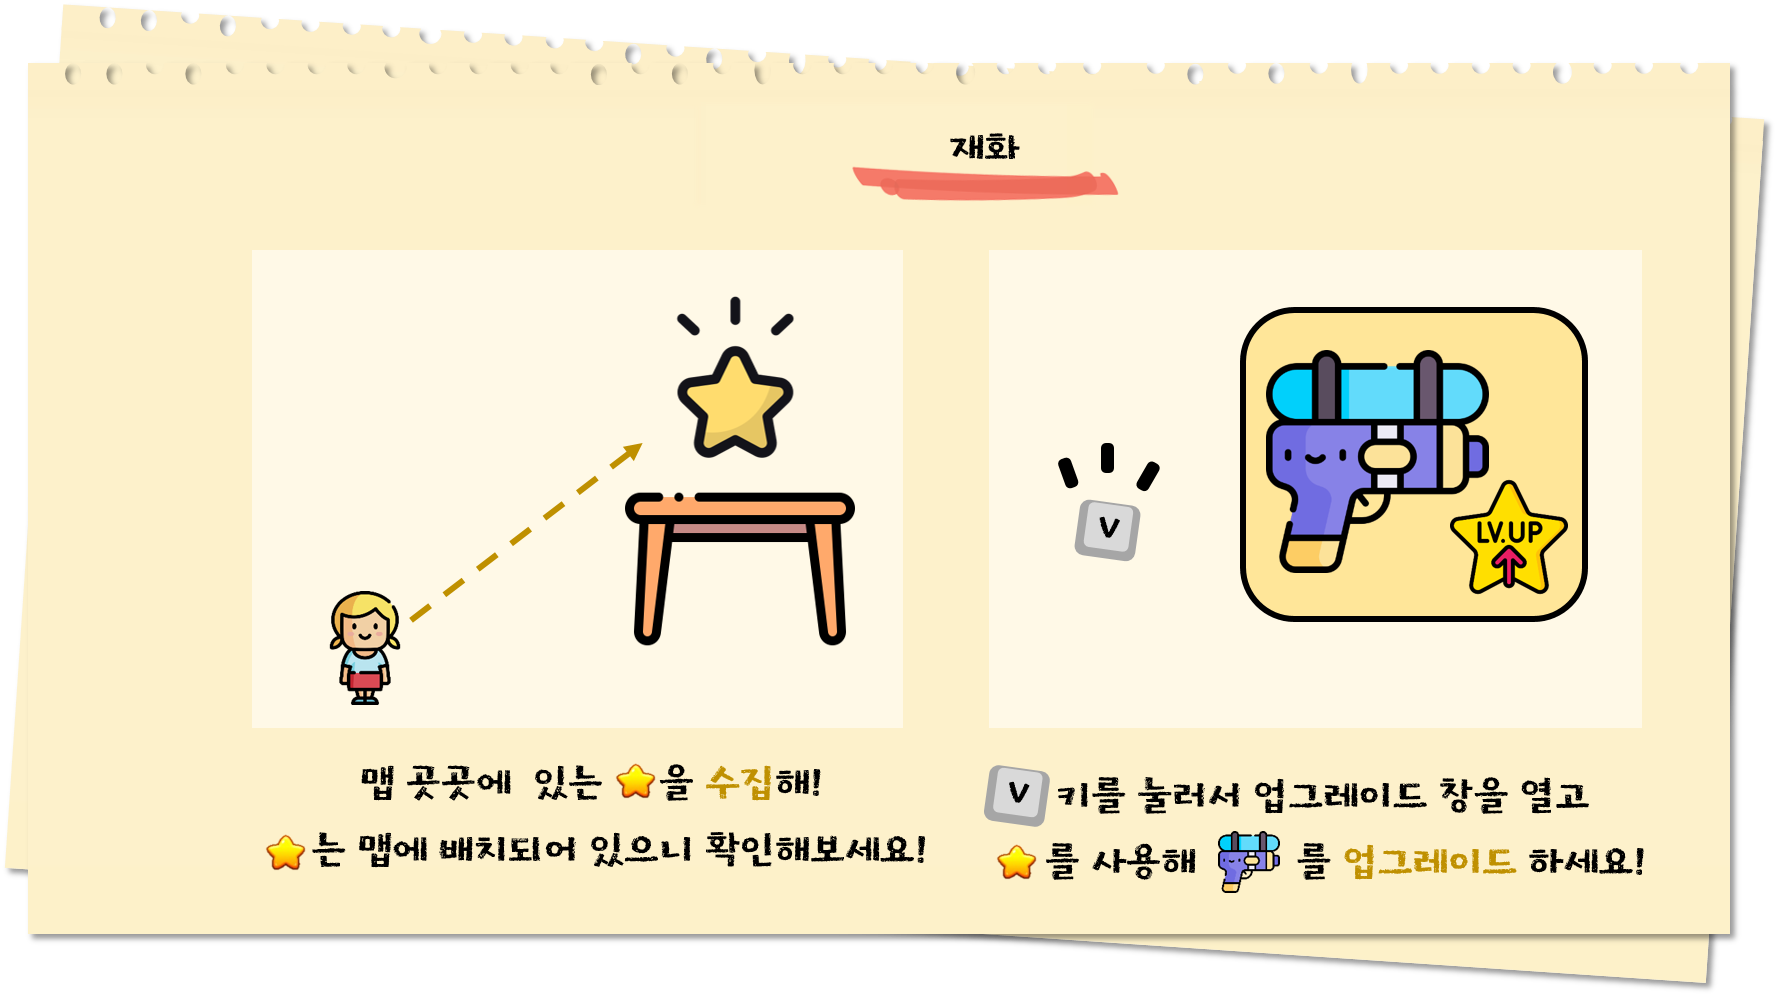 재화
V
LV.UP
맵 곳곳에 있는 을 수집해!
는 맵에 배치되어 있으니 확인해보세요!
V 키를 눌러서 업그레이드 창을 열고
를 사용해 를 업그레이드 하세요!